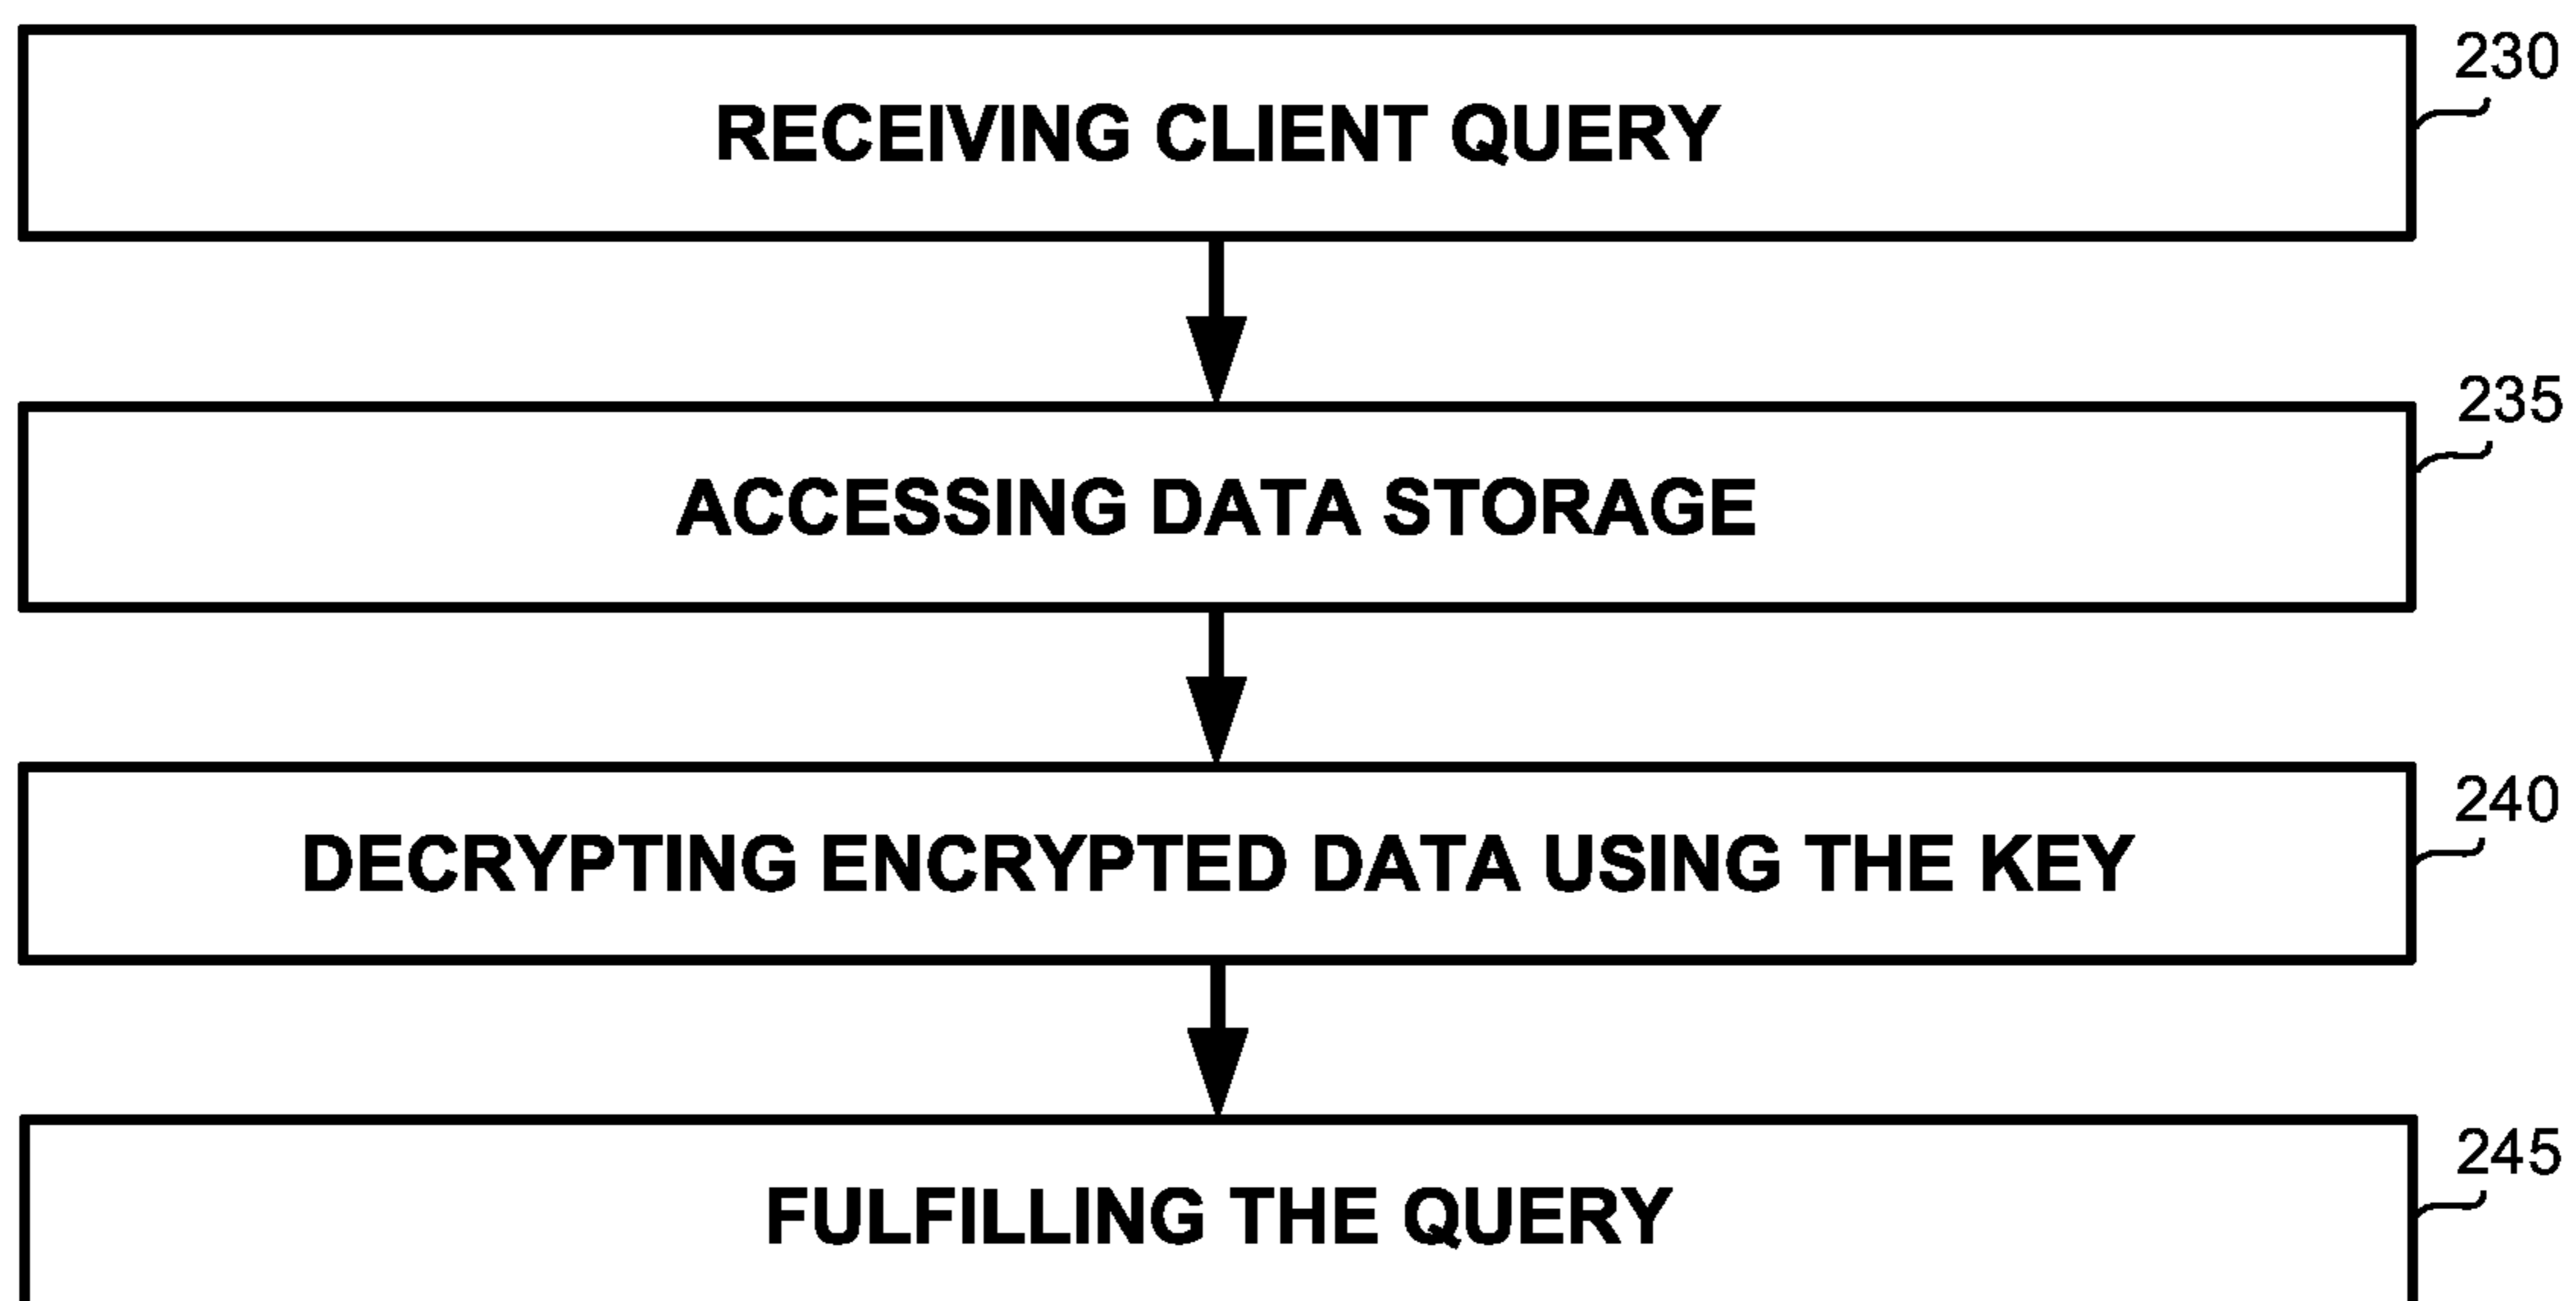 230
RECEIVING CLIENT QUERY
235
ACCESSING DATA STORAGE
240
DECRYPTING ENCRYPTED DATA USING THE KEY
245
FULFILLING THE QUERY